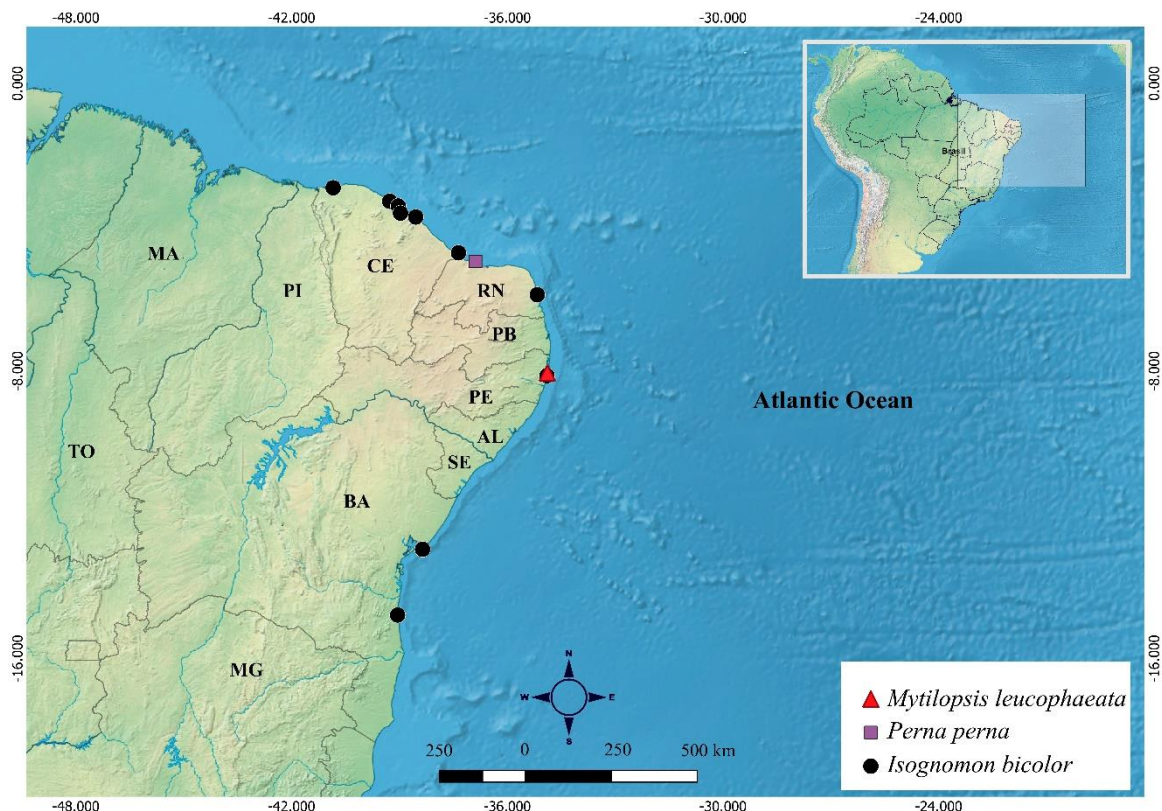 -48.000 -42.000 -36.000 -30.000 -24.000
0.000 0.000
Brasil
MA
CE
PI
RN
PB
-8.000 -8.000
PE
Atlantic Ocean
AL
TO
SE
BA
-16.000 -16.000
MG
N
W E
S
Mytilopsis leucophaeata
Perna perna
Isognomon bicolor
250 0 250 500 km
-48.000 -42.000 -36.000 -30.000 -24.000